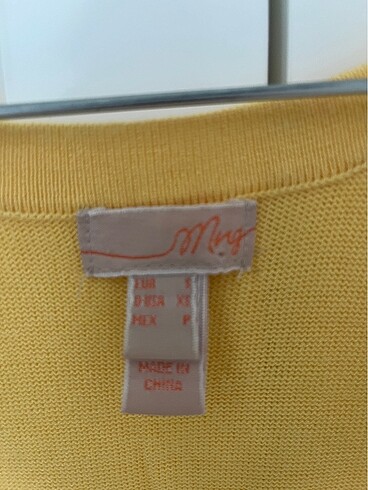 Mng
EUR S
USA XS
MEX P
MADE IN
CHINA